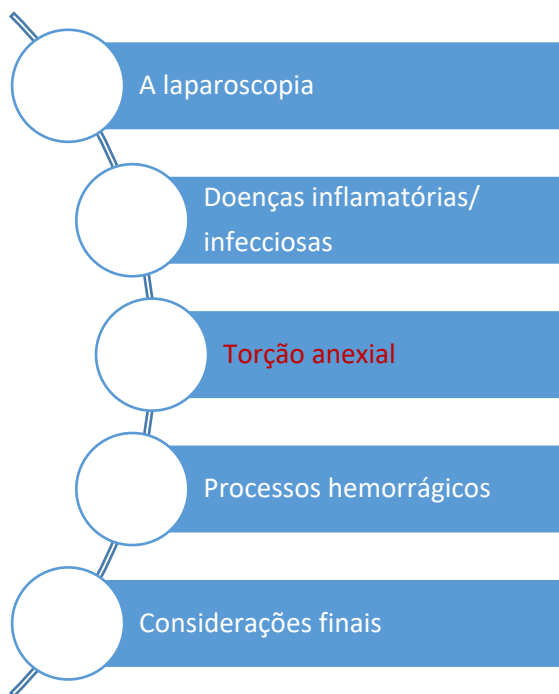 A laparoscopia
Doenças inflamatórias/
infecciosas
Torção anexial
Processos hemorrágicos
Considerações finais